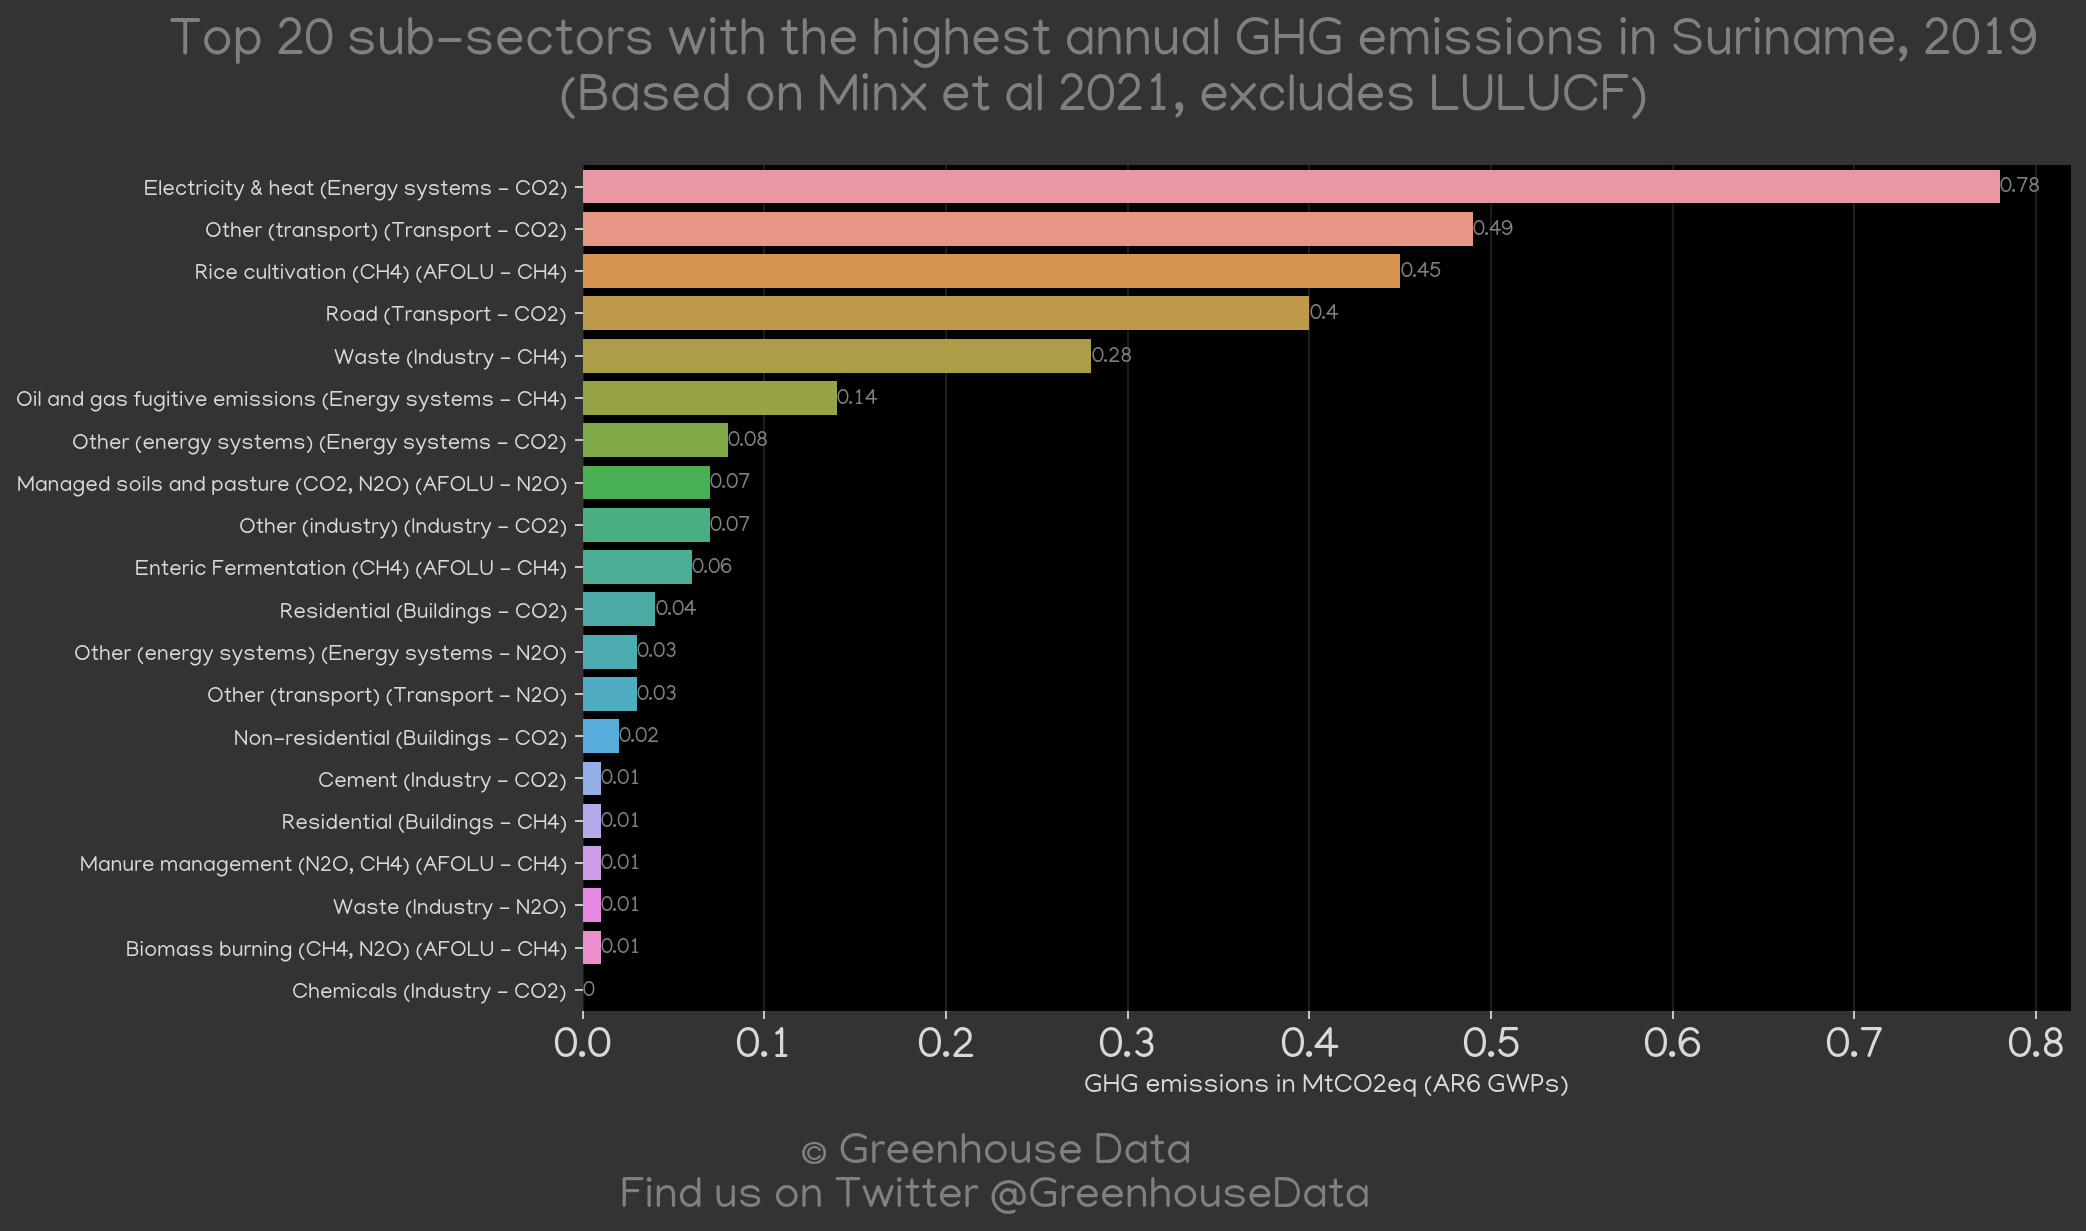 Top 20 sub-sectors with the highest annual GHG emissions in Suriname, 2019
(Based on Minx et al 2021, excludes LULUCF)
Electricity & heat (Energy systems - CO2) 0.78
Other (transport) (Transport - CO2) 0.49
Rice cultivation (CH4) (AFOLU - CH4) 0.45
Road (Transport - CO2) 0.4
Waste (Industry - CH4) 0.28
Oil and gas fugitive emissions (Energy systems - CH4) 0.14
Other (energy systems) (Energy systems - CO2) 0.08
Managed soils and pasture (CO2, N2O) (AFOLU - N2O) 0.07
Other (industry) (Industry - CO2) 0.07
Enteric Fermentation (CH4) (AFOLU - CH4) 0.06
Residential (Buildings - CO2) 0.04
Other (energy systems) (Energy systems - N2O) 0.03
Other (transport) (Transport - N2O) 0.03
Non-residential (Buildings - CO2) 0.02
Cement (Industry - CO2) 0.01
Residential (Buildings - CH4) 0.01
Manure management (N2O, CH4) (AFOLU - CH4) 0.01
Waste (Industry - N2O) 0.01
Biomass burning (CH4, N2O) (AFOLU - CH4) 0.01
Chemicals (Industry - CO2) 0
0.0 0.1 0.2 0.3 0.4 0.5 0.6 0.7 0.8
GHG emissions in MtCO2eq (AR6 GWPs)
© Greenhouse Data
Find us on Twitter @GreenhouseData